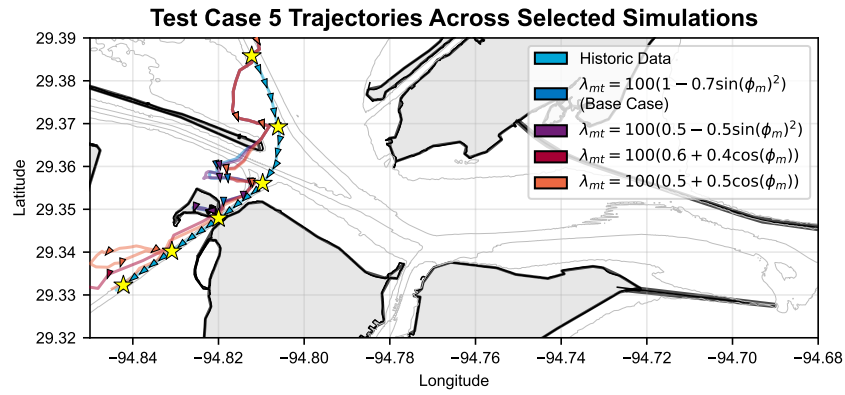 Test Case 5 Trajectories Across Selected Simulations
29.39
29.38
29.37
29.36
29.35
29.34
29.33
29.32
Latitude
Historic Data
λmt = 100(1 − 0.7sin(ϕm)²)
(Base Case)
λmt = 100(0.5 − 0.5sin(ϕm)²)
λmt = 100(0.6 + 0.4cos(ϕm))
λmt = 100(0.5 + 0.5cos(ϕm))
−94.84 −94.82 −94.80 −94.78 −94.76 −94.74 −94.72 −94.70 −94.68
Longitude